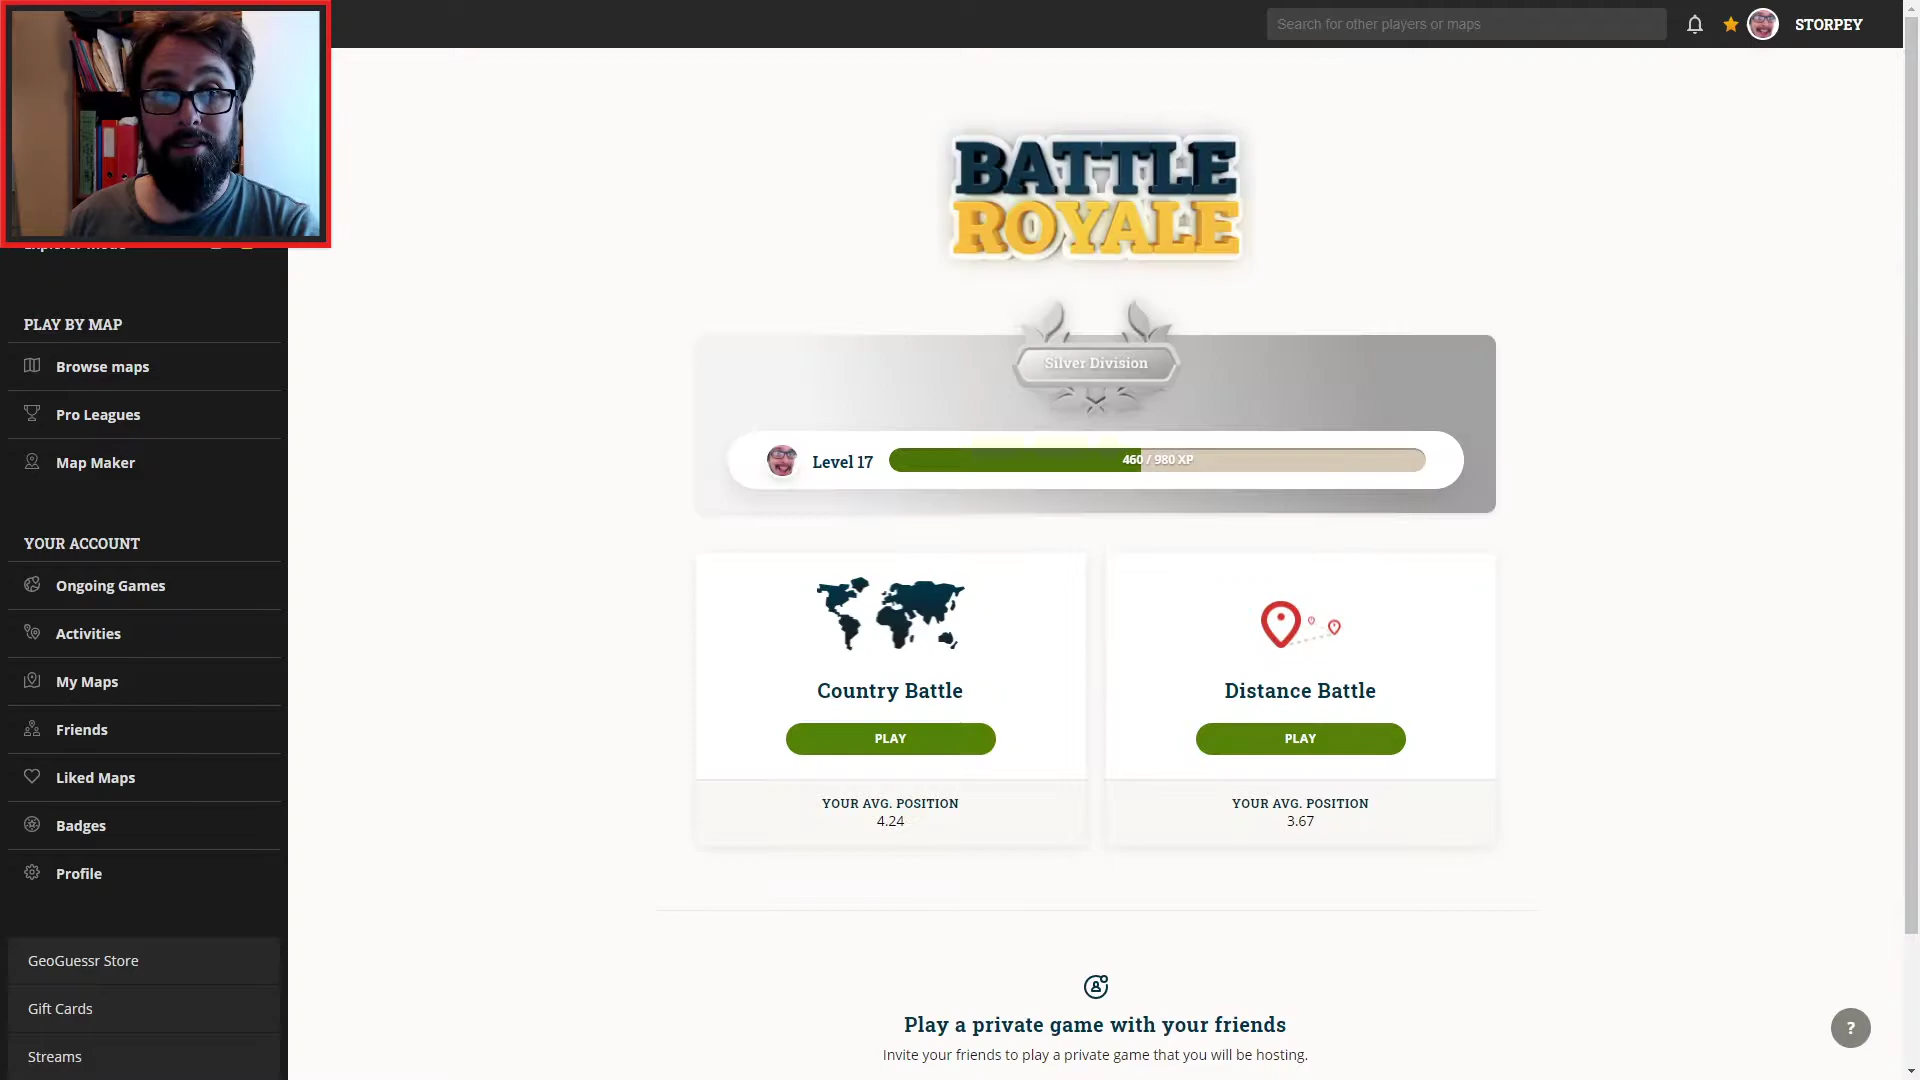 Search for other players or maps
STORPEY
BATTLE
ROYALE
Silver Division
Level 17
460 / 980 XP
PLAY BY MAP
Browse maps
Pro Leagues
Map Maker
YOUR ACCOUNT
Ongoing Games
Activities
My Maps
Friends
Liked Maps
Badges
Profile
GeoGuessr Store
Gift Cards
Streams
Country Battle
PLAY
YOUR AVG. POSITION
4.24
Distance Battle
PLAY
YOUR AVG. POSITION
3.67
Play a private game with your friends
Invite your friends to play a private game that you will be hosting.
?